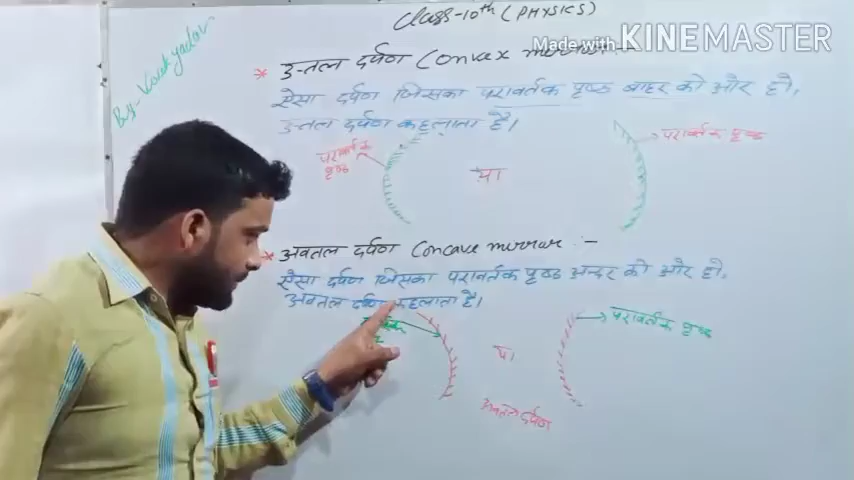 Class-10th (PHYSICS)
Made with KINEMASTER
By:- Vivek yadav
* उत्तल दर्पण Convex mirror :-
ऐसा दर्पण जिसका परावर्तक पृष्ठ बाहर की ओर हो,
उत्तल दर्पण कहलाता है।
परावर्तक पृष्ठ
या
परावर्तक पृष्ठ
* अवतल दर्पण Concave mirror :-
ऐसा दर्पण जिसका परावर्तक पृष्ठ अन्दर की ओर हो,
अवतल दर्पण कहलाता है।
या
परावर्तक पृष्ठ
अवतल दर्पण